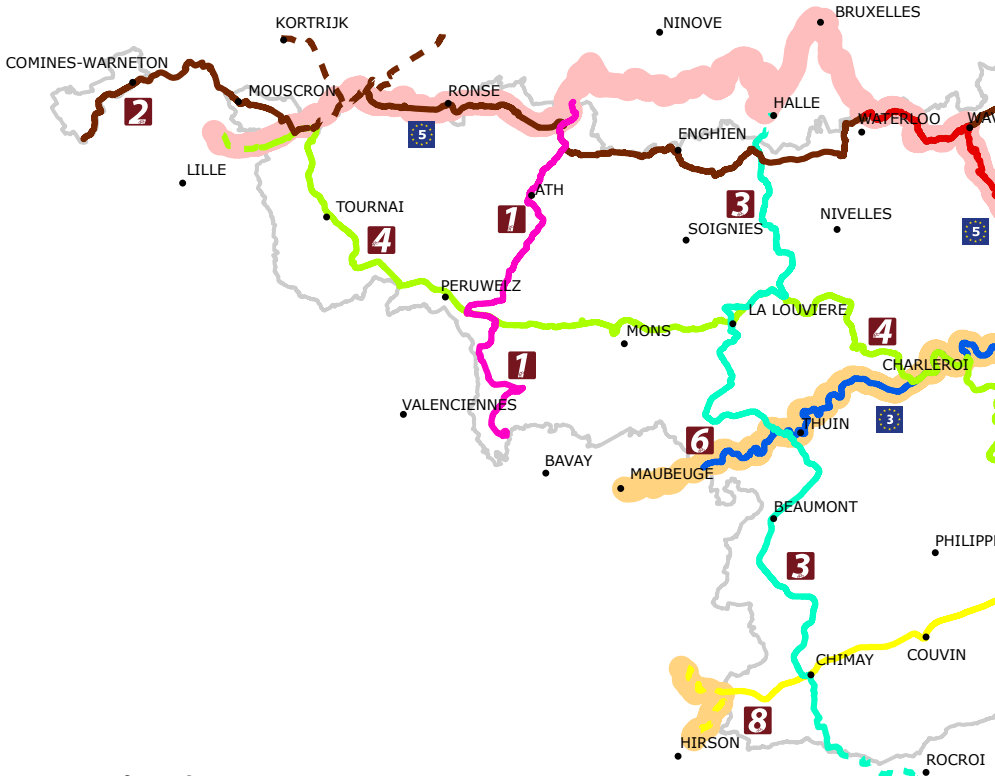 KORTRIJK
NINOVE
BRUXELLES
COMINES-WARNETON
2
MOUSCRON
RONSE
5
HALLE
WATERLOO
WAV
ENGHIEN
LILLE
TOURNAI
4
ATH
1
3
SOIGNIES
NIVELLES
5
PERUWELZ
MONS
LA LOUVIERE
4
1
CHARLEROI
VALENCIENNES
3
THUIN
6
BAVAY
MAUBEUGE
BEAUMONT
3
PHILIPPE
CHIMAY
COUVIN
8
HIRSON
ROCROI